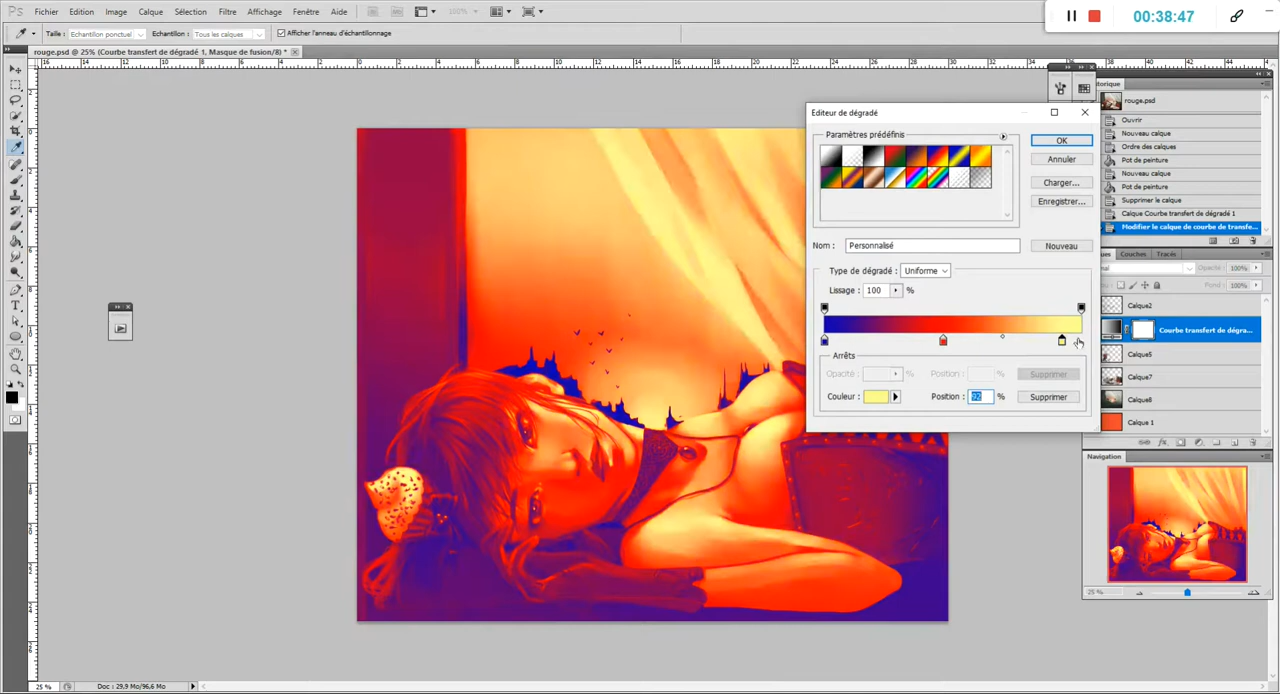 Ps Fichier Edition Image Calque Sélection Filtre Affichage Fenêtre Aide 100%
00:38:47
Taille : Echantillon ponctuel Echantillon : Tous les calques Afficher l'anneau d'échantillonnage
rouge.psd @ 25% (Courbe transfert de dégradé 1, Masque de fusion/8) *
Editeur de dégradé
Paramètres prédéfinis
OK
Annuler
Charger...
Enregistrer...
Nom : Personnalisé
Nouveau
Type de dégradé : Uniforme
Lissage : 100 %
Arrêts
Opacité : % Position : % Supprimer
Couleur : Position : 92 % Supprimer
torique
rouge.psd
Ouvrir
Nouveau calque
Ordre des calques
Pot de peinture
Nouveau calque
Pot de peinture
Supprimer le calque
Calque Courbe transfert de dégradé 1
Modifier le calque de courbe de transfe...
ues Couches Tracés
mal Opacité : 100%
Fond : 100%
Calque2
Courbe transfert de dégra...
Calque5
Calque7
Calque8
Calque 1
Navigation
25 %
25 % Doc : 29,9 Mo/96,6 Mo